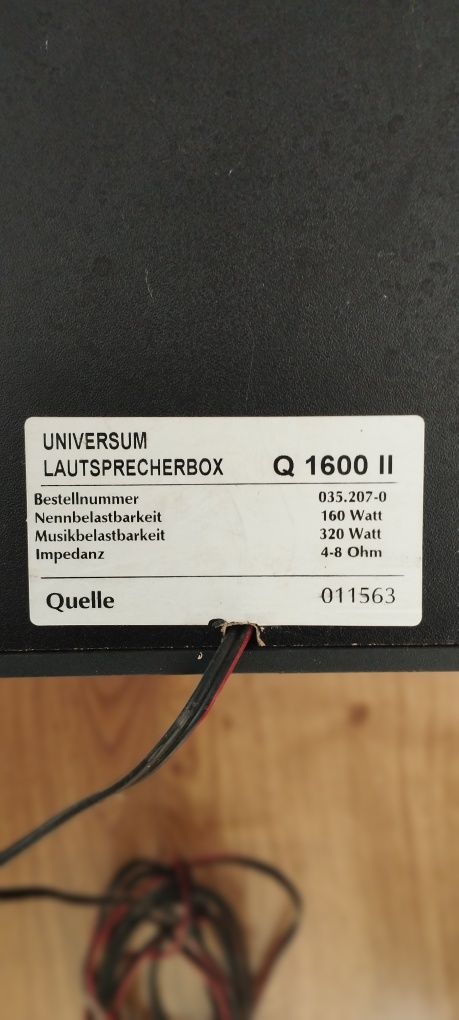 UNIVERSUM
LAUTSPRECHERBOX Q 1600 II
Bestellnummer 035.207-0
Nennbelastbarkeit 160 Watt
Musikbelastbarkeit 320 Watt
Impedanz 4-8 Ohm
Quelle 011563